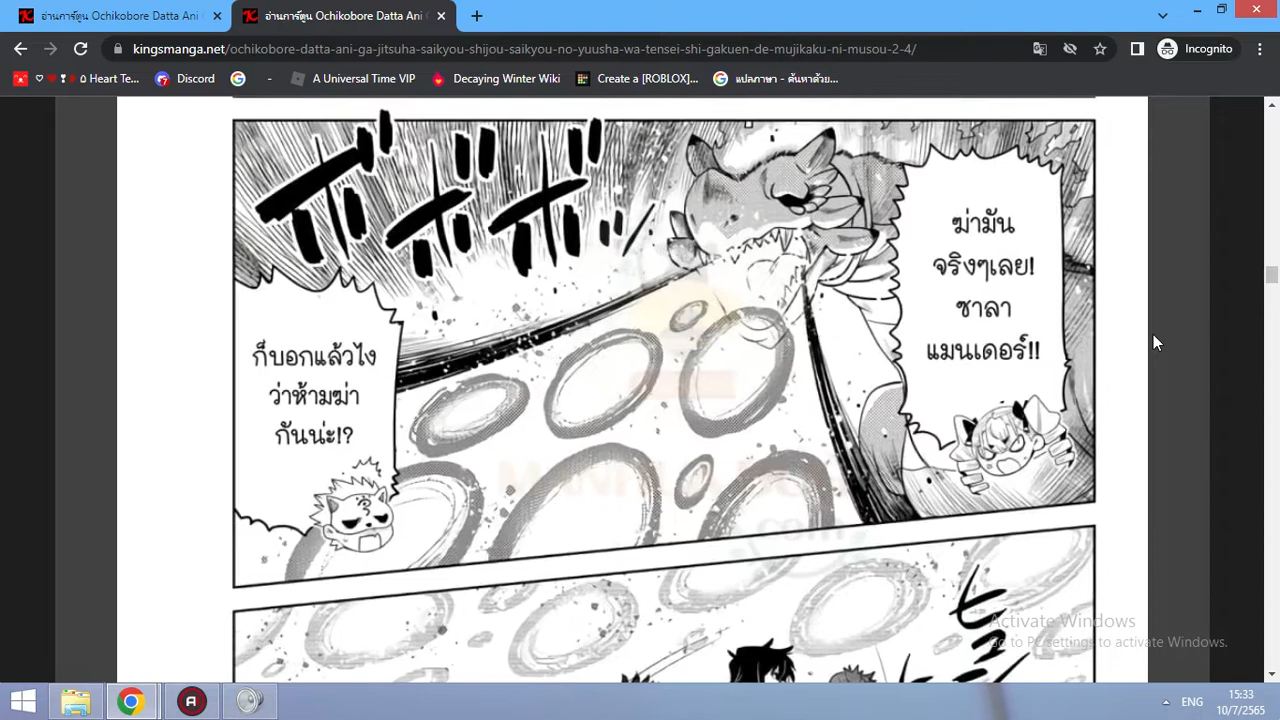 อ่านการ์ตูน Ochikobore Datta Ani
อ่านการ์ตูน Ochikobore Datta Ani
kingsmanga.net/ochikobore-datta-ani-ga-jitsuha-saikyou-shijou-saikyou-no-yuusha-wa-tensei-shi-gakuen-de-mujikaku-ni-musou-2-4/
Incognito
0 Heart Te...
Discord
-
A Universal Time VIP
Decaying Winter Wiki
Create a [ROBLOX]...
แปลภาษา - ค้นหาด้วย...
ฆ่ามัน
จริงๆเลย!
ซาลา
แมนเดอร์!!
ボボボ
ก็บอกแล้วไง
ว่าห้ามฆ่า
กันน่ะ!?
.com
Activate Windows
Go to PC settings to activate Windows.
ENG
15:33
10/7/2565